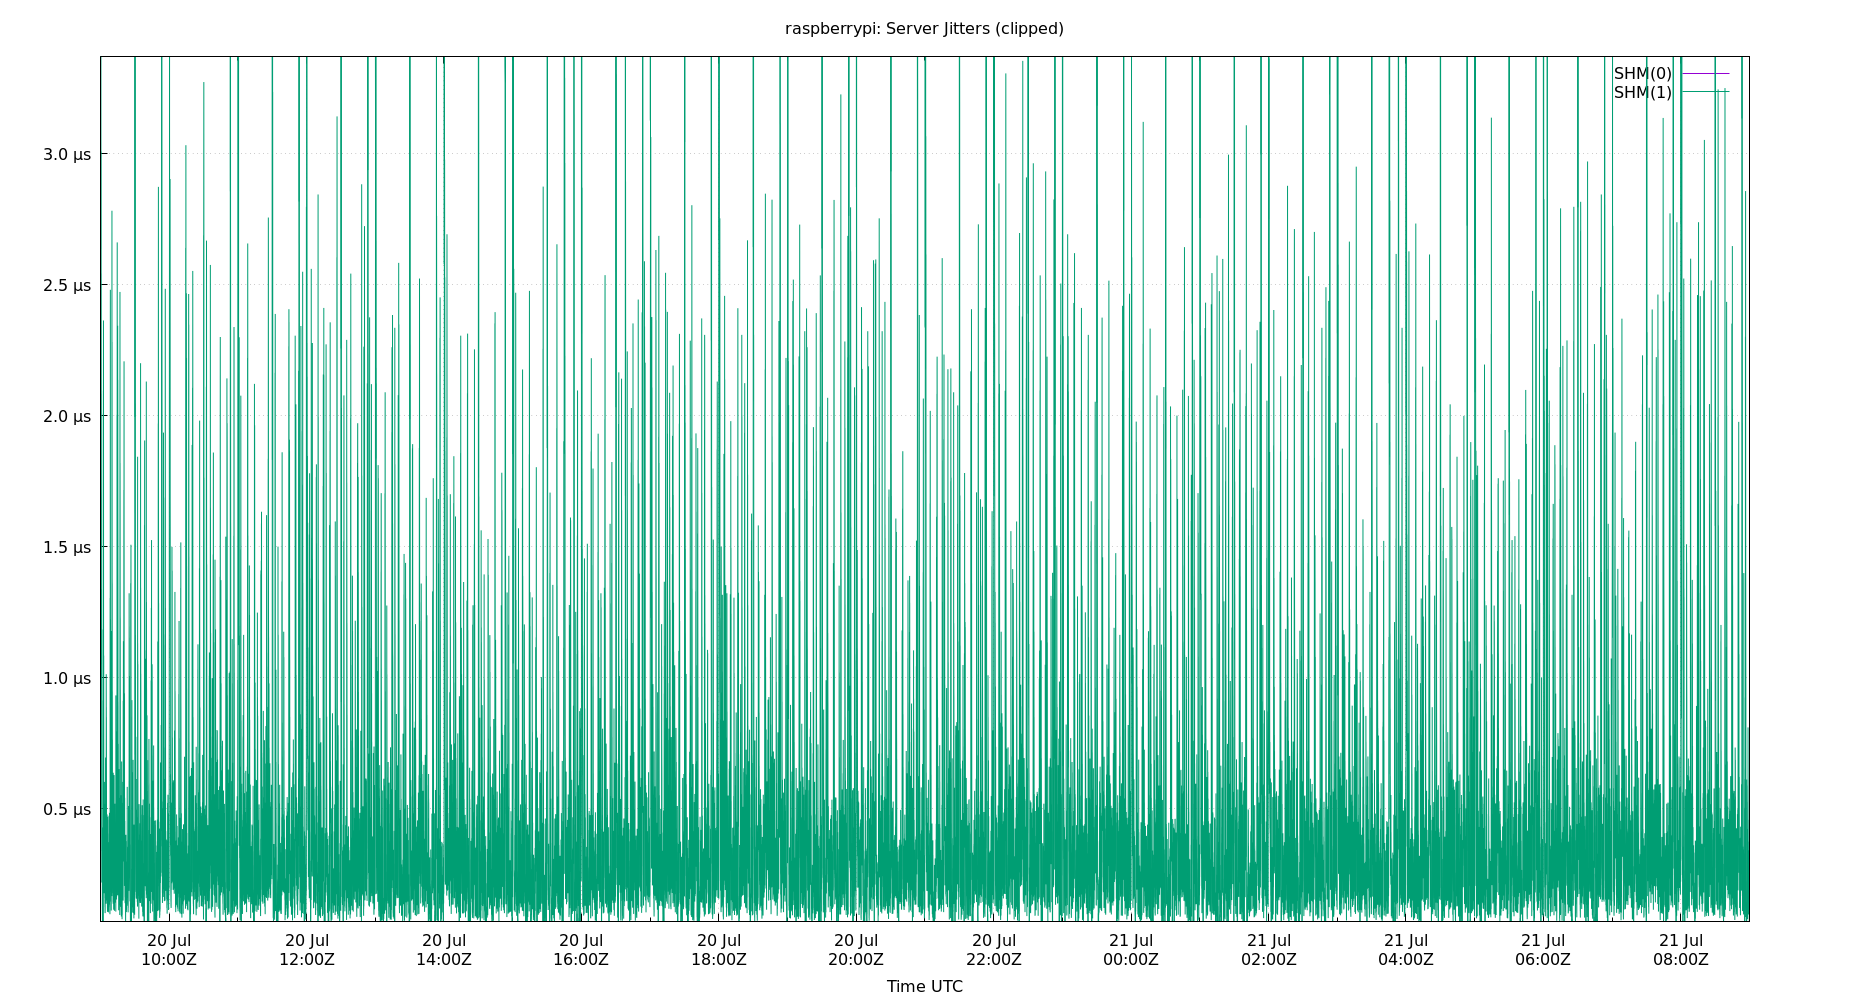 raspberrypi: Server Jitters (clipped)
SHM(0)
SHM(1)
3.0 µs
2.5 µs
2.0 µs
1.5 µs
1.0 µs
0.5 µs
20 Jul 20 Jul 20 Jul 20 Jul 20 Jul 20 Jul 20 Jul 21 Jul 21 Jul 21 Jul 21 Jul 21 Jul
10:00Z 12:00Z 14:00Z 16:00Z 18:00Z 20:00Z 22:00Z 00:00Z 02:00Z 04:00Z 06:00Z 08:00Z
Time UTC